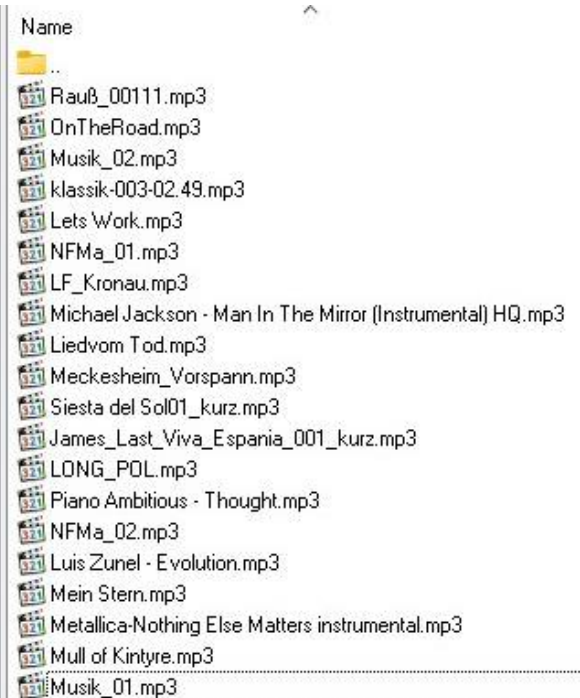 Name
..
Rauß_00111.mp3
OnTheRoad.mp3
Musik_02.mp3
klassik-003-02.49.mp3
Lets Work.mp3
NFMa_01.mp3
LF_Kronau.mp3
Michael Jackson - Man In The Mirror (Instrumental) HQ.mp3
Liedvom Tod.mp3
Meckesheim_Vorspann.mp3
Siesta del Sol01_kurz.mp3
James_Last_Viva_Espania_001_kurz.mp3
LONG_POL.mp3
Piano Ambitious - Thought.mp3
NFMa_02.mp3
Luis Zunel - Evolution.mp3
Mein Stern.mp3
Metallica-Nothing Else Matters instrumental.mp3
Mull of Kintyre.mp3
Musik_01.mp3